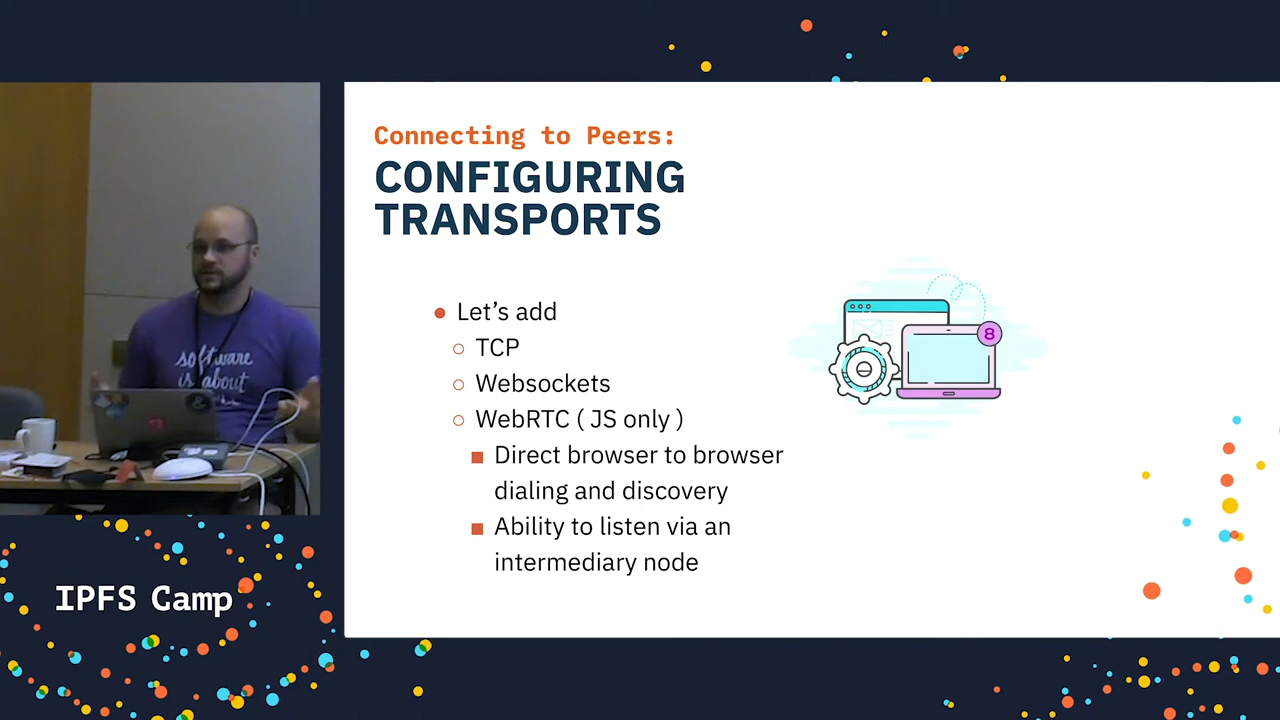 Connecting to Peers:
CONFIGURING
TRANSPORTS
● Let’s add
○ TCP
○ Websockets
○ WebRTC ( JS only )
■ Direct browser to browser
dialing and discovery
■ Ability to listen via an
intermediary node
8
software
is about
IPFS Camp